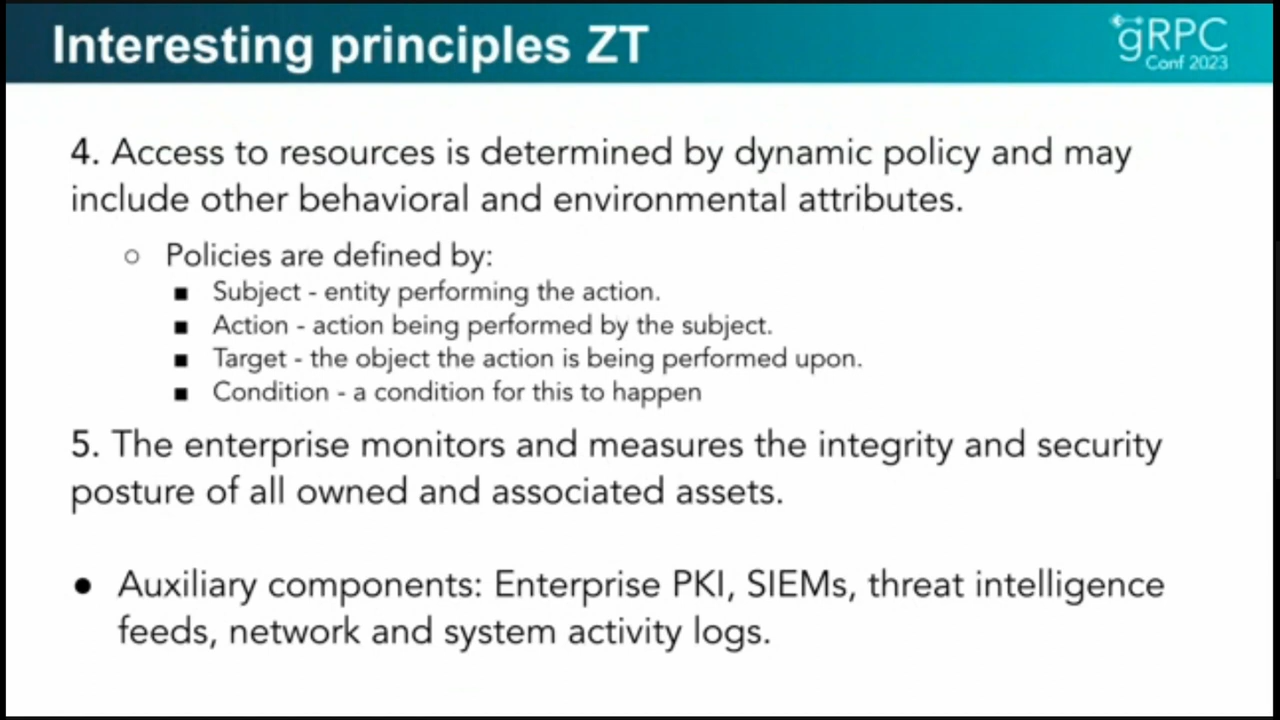 Interesting principles ZT
gRPC
Conf 2023
4. Access to resources is determined by dynamic policy and may
include other behavioral and environmental attributes.
○ Policies are defined by:
■ Subject - entity performing the action.
■ Action - action being performed by the subject.
■ Target - the object the action is being performed upon.
■ Condition - a condition for this to happen
5. The enterprise monitors and measures the integrity and security
posture of all owned and associated assets.
● Auxiliary components: Enterprise PKI, SIEMs, threat intelligence
feeds, network and system activity logs.